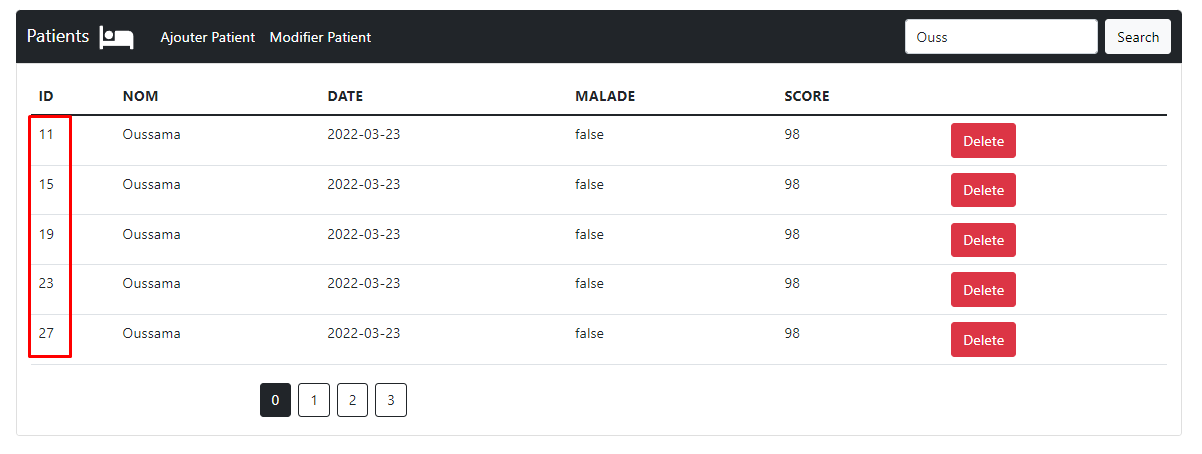 Patients Ajouter Patient Modifier Patient Ouss Search
ID NOM DATE MALADE SCORE
11 Oussama 2022-03-23 false 98 Delete
15 Oussama 2022-03-23 false 98 Delete
19 Oussama 2022-03-23 false 98 Delete
23 Oussama 2022-03-23 false 98 Delete
27 Oussama 2022-03-23 false 98 Delete
0 1 2 3